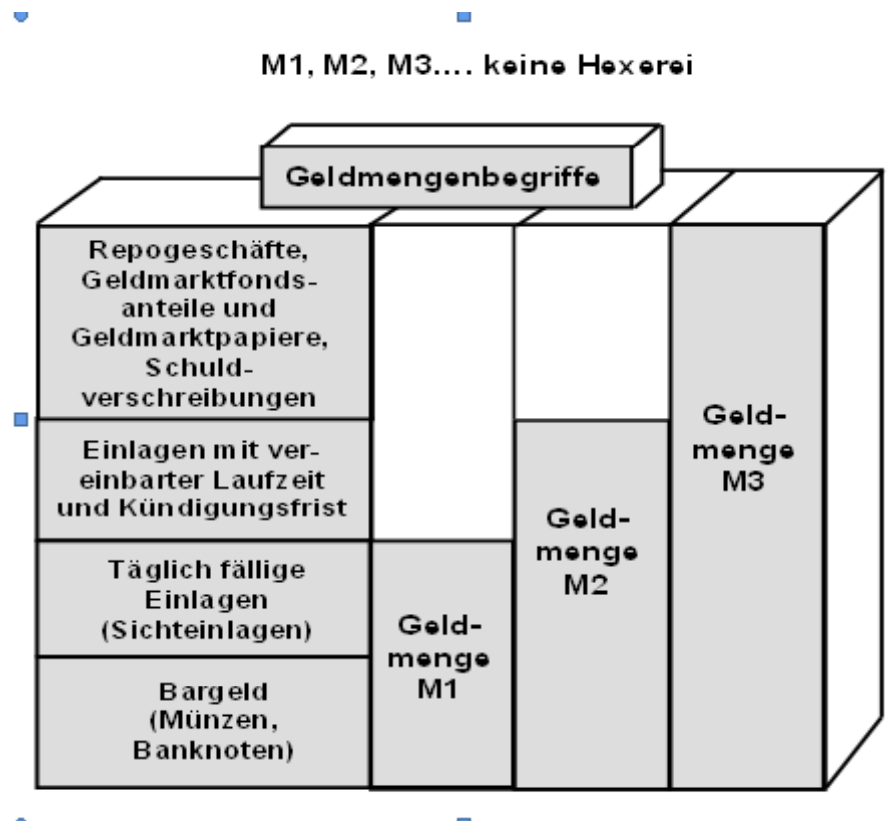 M1, M2, M3.... keine Hexerei
Geldmengenbegriffe
Repogeschäfte,
Geldmarktfonds-
anteile und
Geldmarktpapiere,
Schuld-
verschreibungen
Einlagen mit ver-
einbarter Laufzeit
und Kündigungsfrist
Täglich fällige
Einlagen
(Sichteinlagen)
Bargeld
(Münzen,
Banknoten)
Geld-
menge
M1
Geld-
menge
M2
Geld-
menge
M3